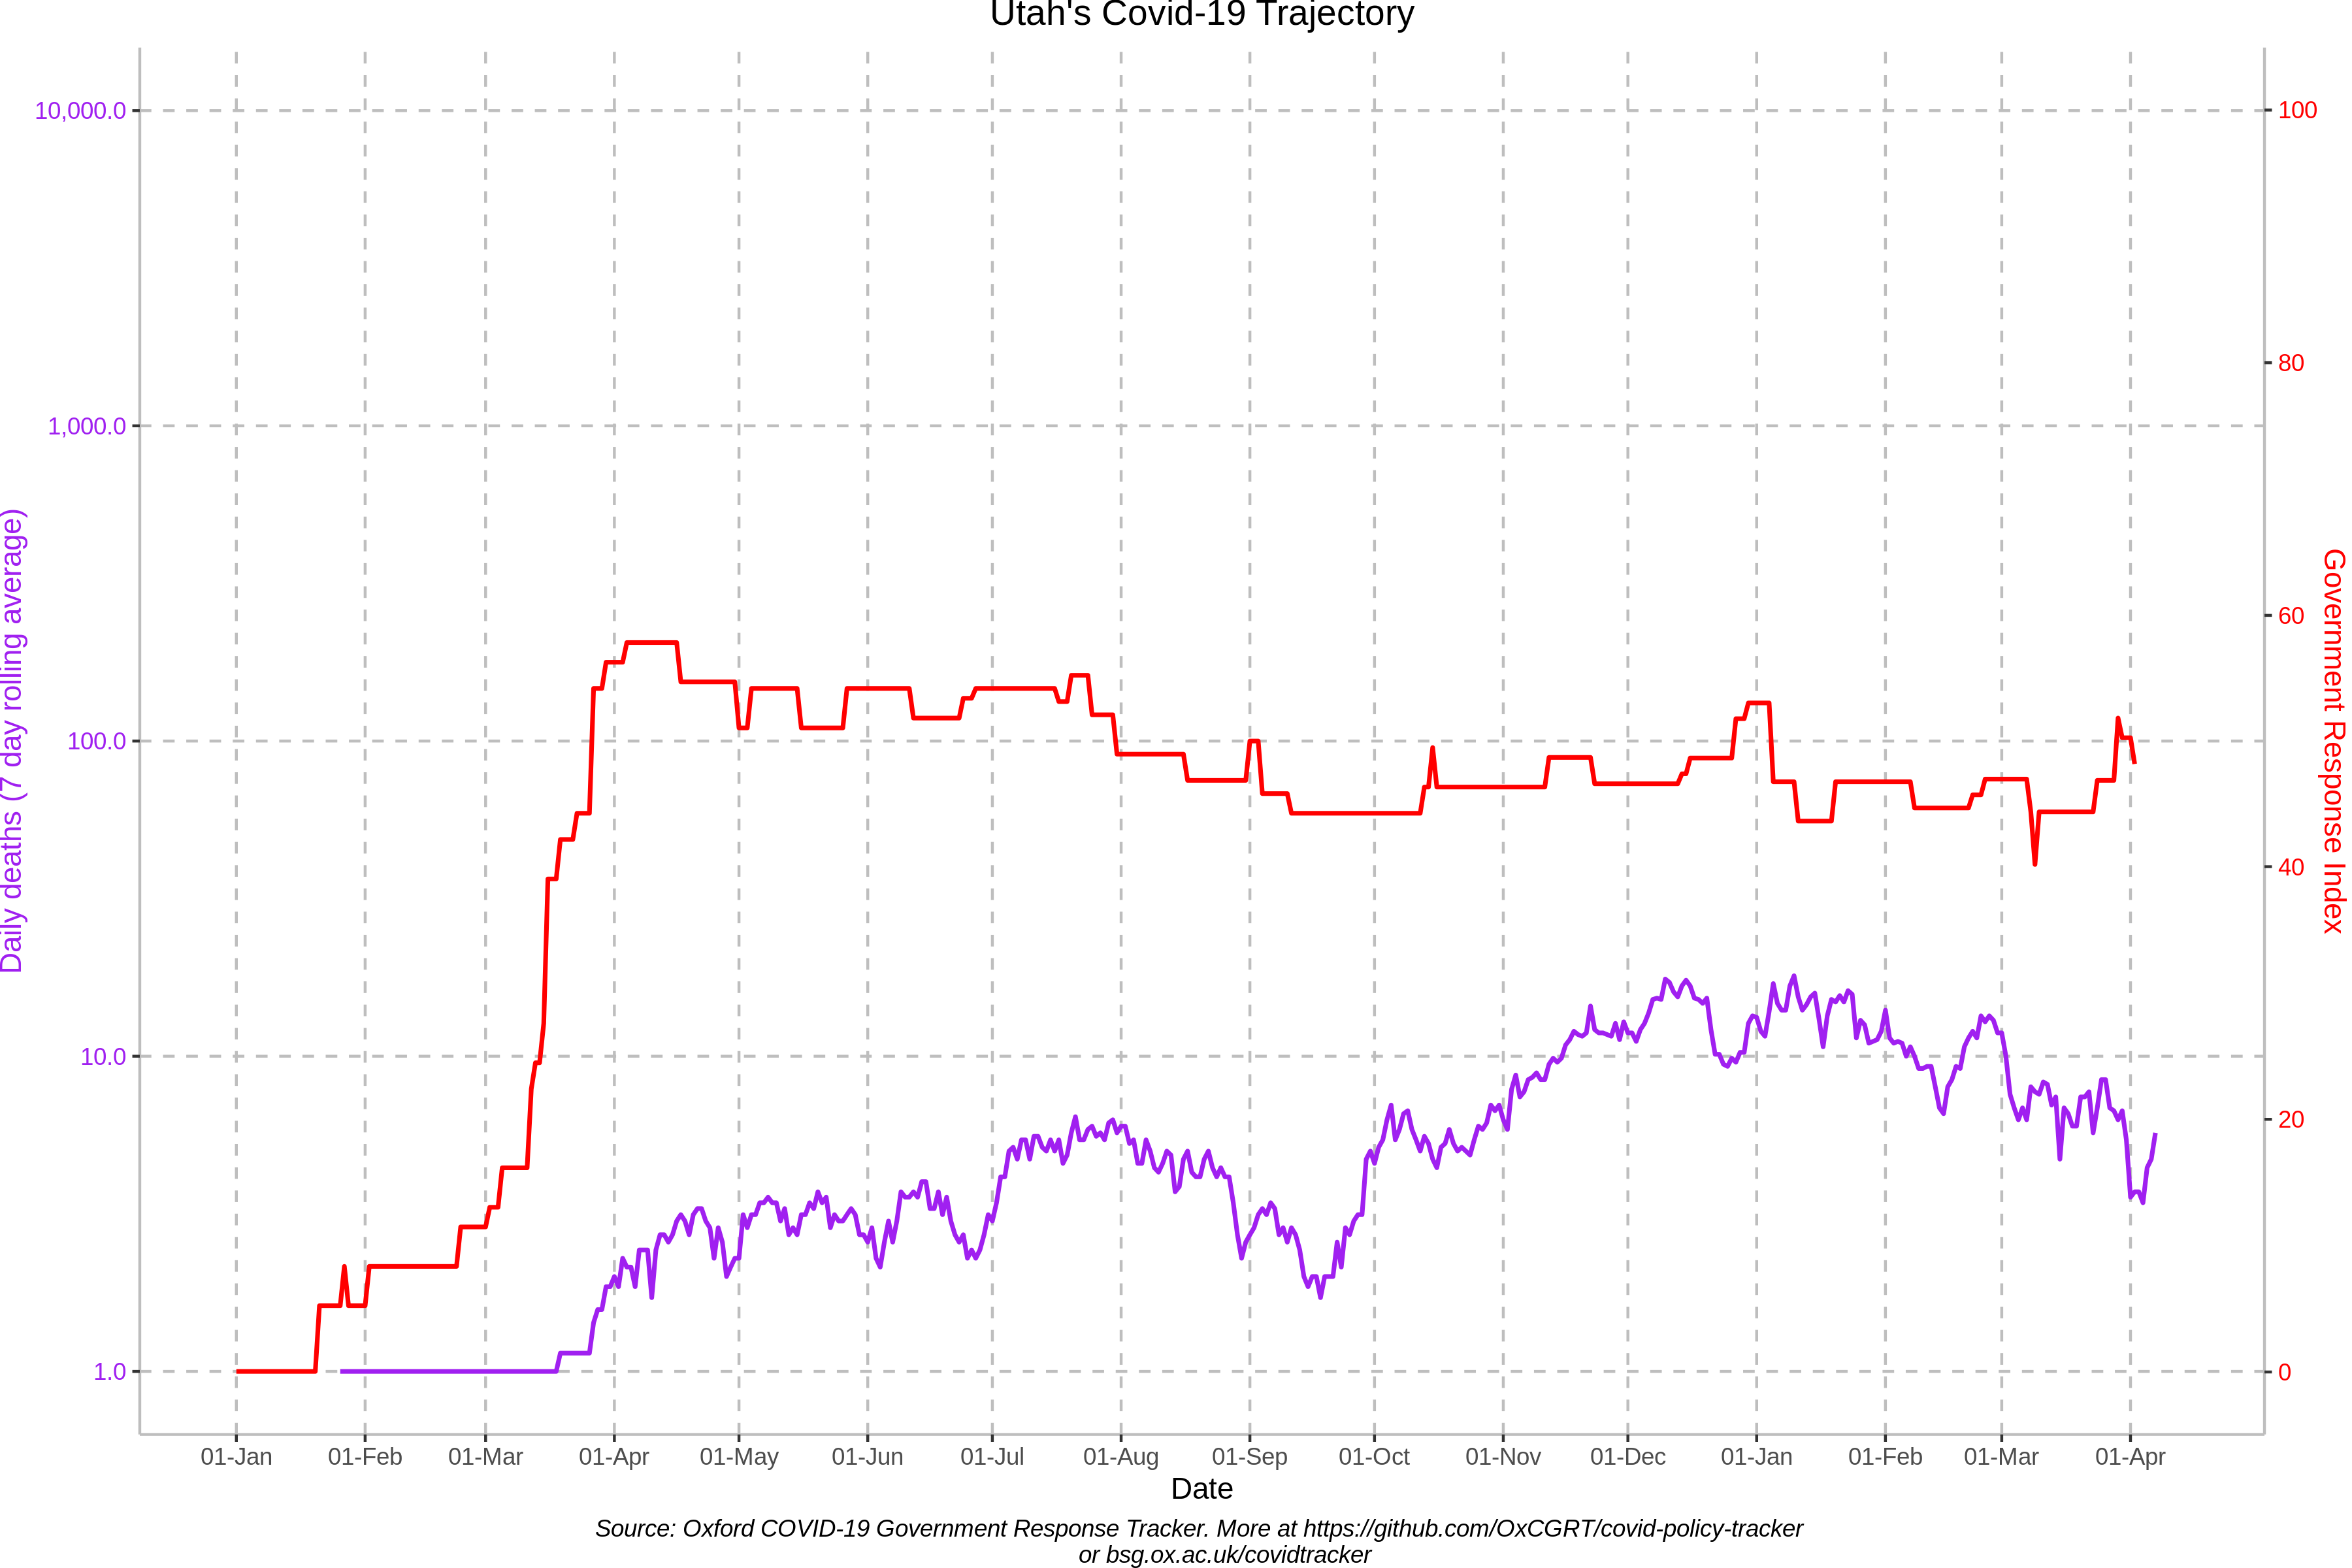 Utah's Covid-19 Trajectory
10,000.0
1,000.0
100.0
10.0
1.0
Daily deaths (7 day rolling average)
100
80
60
40
20
0
Government Response Index
01-Jan 01-Feb 01-Mar 01-Apr 01-May 01-Jun 01-Jul 01-Aug 01-Sep 01-Oct 01-Nov 01-Dec 01-Jan 01-Feb 01-Mar 01-Apr
Date
Source: Oxford COVID-19 Government Response Tracker. More at https://github.com/OxCGRT/covid-policy-tracker
or bsg.ox.ac.uk/covidtracker